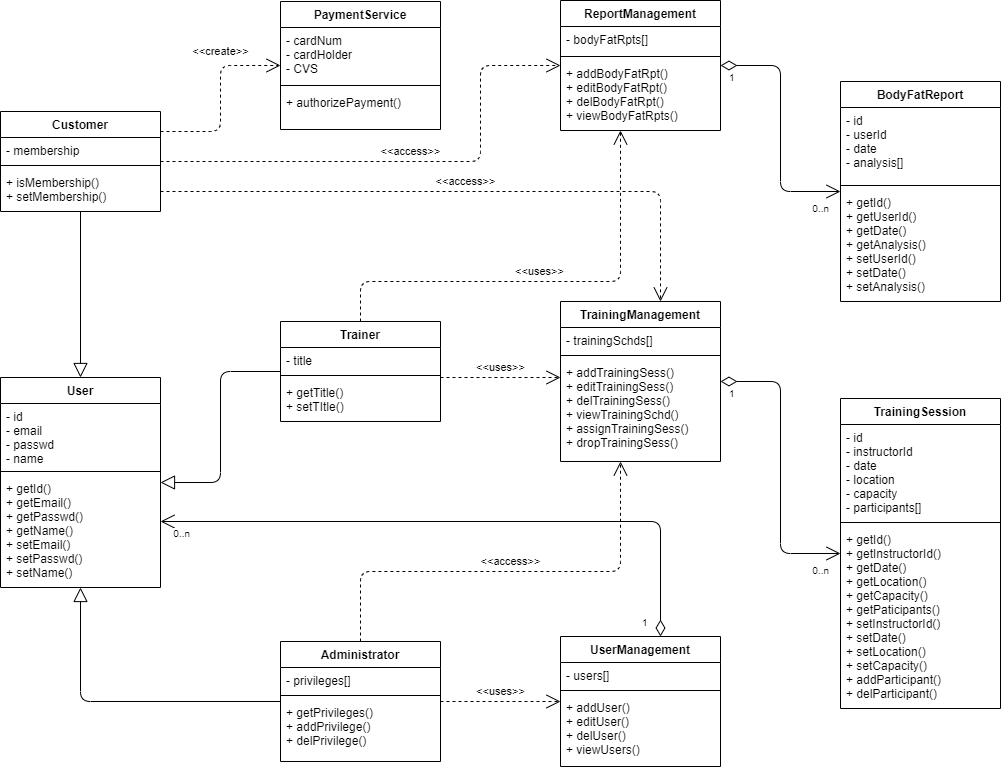 PaymentService
- cardNum
- cardHolder
- CVS
+ authorizePayment()
ReportManagement
- bodyFatRpts[]
+ addBodyFatRpt()
+ editBodyFatRpt()
+ delBodyFatRpt()
+ viewBodyFatRpts()
<<create>>
1
BodyFatReport
- id
- userId
- date
- analysis[]
+ getId()
+ getUserId()
+ getDate()
+ getAnalysis()
+ setUserId()
+ setDate()
+ setAnalysis()
0..n
Customer
- membership
+ isMembership()
+ setMembership()
<<access>>
<<access>>
<<uses>>
Trainer
- title
+ getTitle()
+ setTItle()
<<uses>>
TrainingManagement
- trainingSchds[]
+ addTrainingSess()
+ editTrainingSess()
+ delTrainingSess()
+ viewTrainingSchd()
+ assignTrainingSess()
+ dropTrainingSess()
1
User
- id
- email
- passwd
- name
+ getId()
+ getEmail()
+ getPasswd()
+ getName()
+ setEmail()
+ setPasswd()
+ setName()
0..n
TrainingSession
- id
- instructorId
- date
- location
- capacity
- participants[]
+ getId()
+ getInstructorId()
+ getDate()
+ getLocation()
+ getCapacity()
+ getPaticipants()
+ setInstructorId()
+ setDate()
+ setLocation()
+ setCapacity()
+ addParticipant()
+ delParticipant()
0..n
<<access>>
1
Administrator
- privileges[]
+ getPrivileges()
+ addPrivilege()
+ delPrivilege()
<<uses>>
UserManagement
- users[]
+ addUser()
+ editUser()
+ delUser()
+ viewUsers()